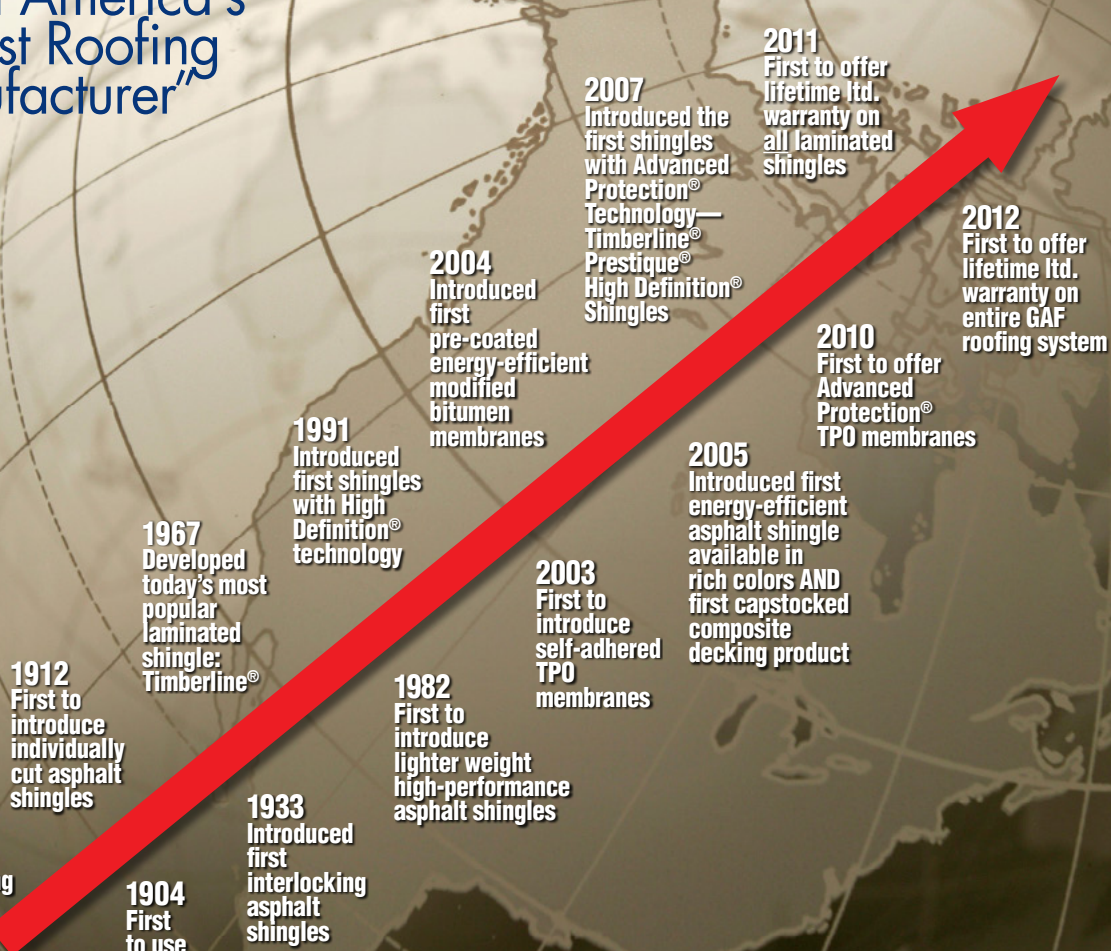 America's
st Roofing
ufacturer"
2011
First to offer
lifetime ltd.
warranty on
all laminated
shingles
2007
Introduced the
first shingles
with Advanced
Protection®
Technology—
Timberline®
Prestique®
High Definition®
Shingles
2012
First to offer
lifetime ltd.
warranty on
entire GAF
roofing system
2004
Introduced
first
pre-coated
energy-efficient
modified
bitumen
membranes
2010
First to offer
Advanced
Protection®
TPO membranes
1991
Introduced
first shingles
with High
Definition®
technology
2005
Introduced first
energy-efficient
asphalt shingle
available in
rich colors AND
first capstocked
composite
decking product
1967
Developed
today's most
popular
laminated
shingle:
Timberline®
2003
First to
introduce
self-adhered
TPO
membranes
1912
First to
introduce
individually
cut asphalt
shingles
1982
First to
introduce
lighter weight
high-performance
asphalt shingles
1933
Introduced
first
interlocking
asphalt
shingles
g
1904
First
to use